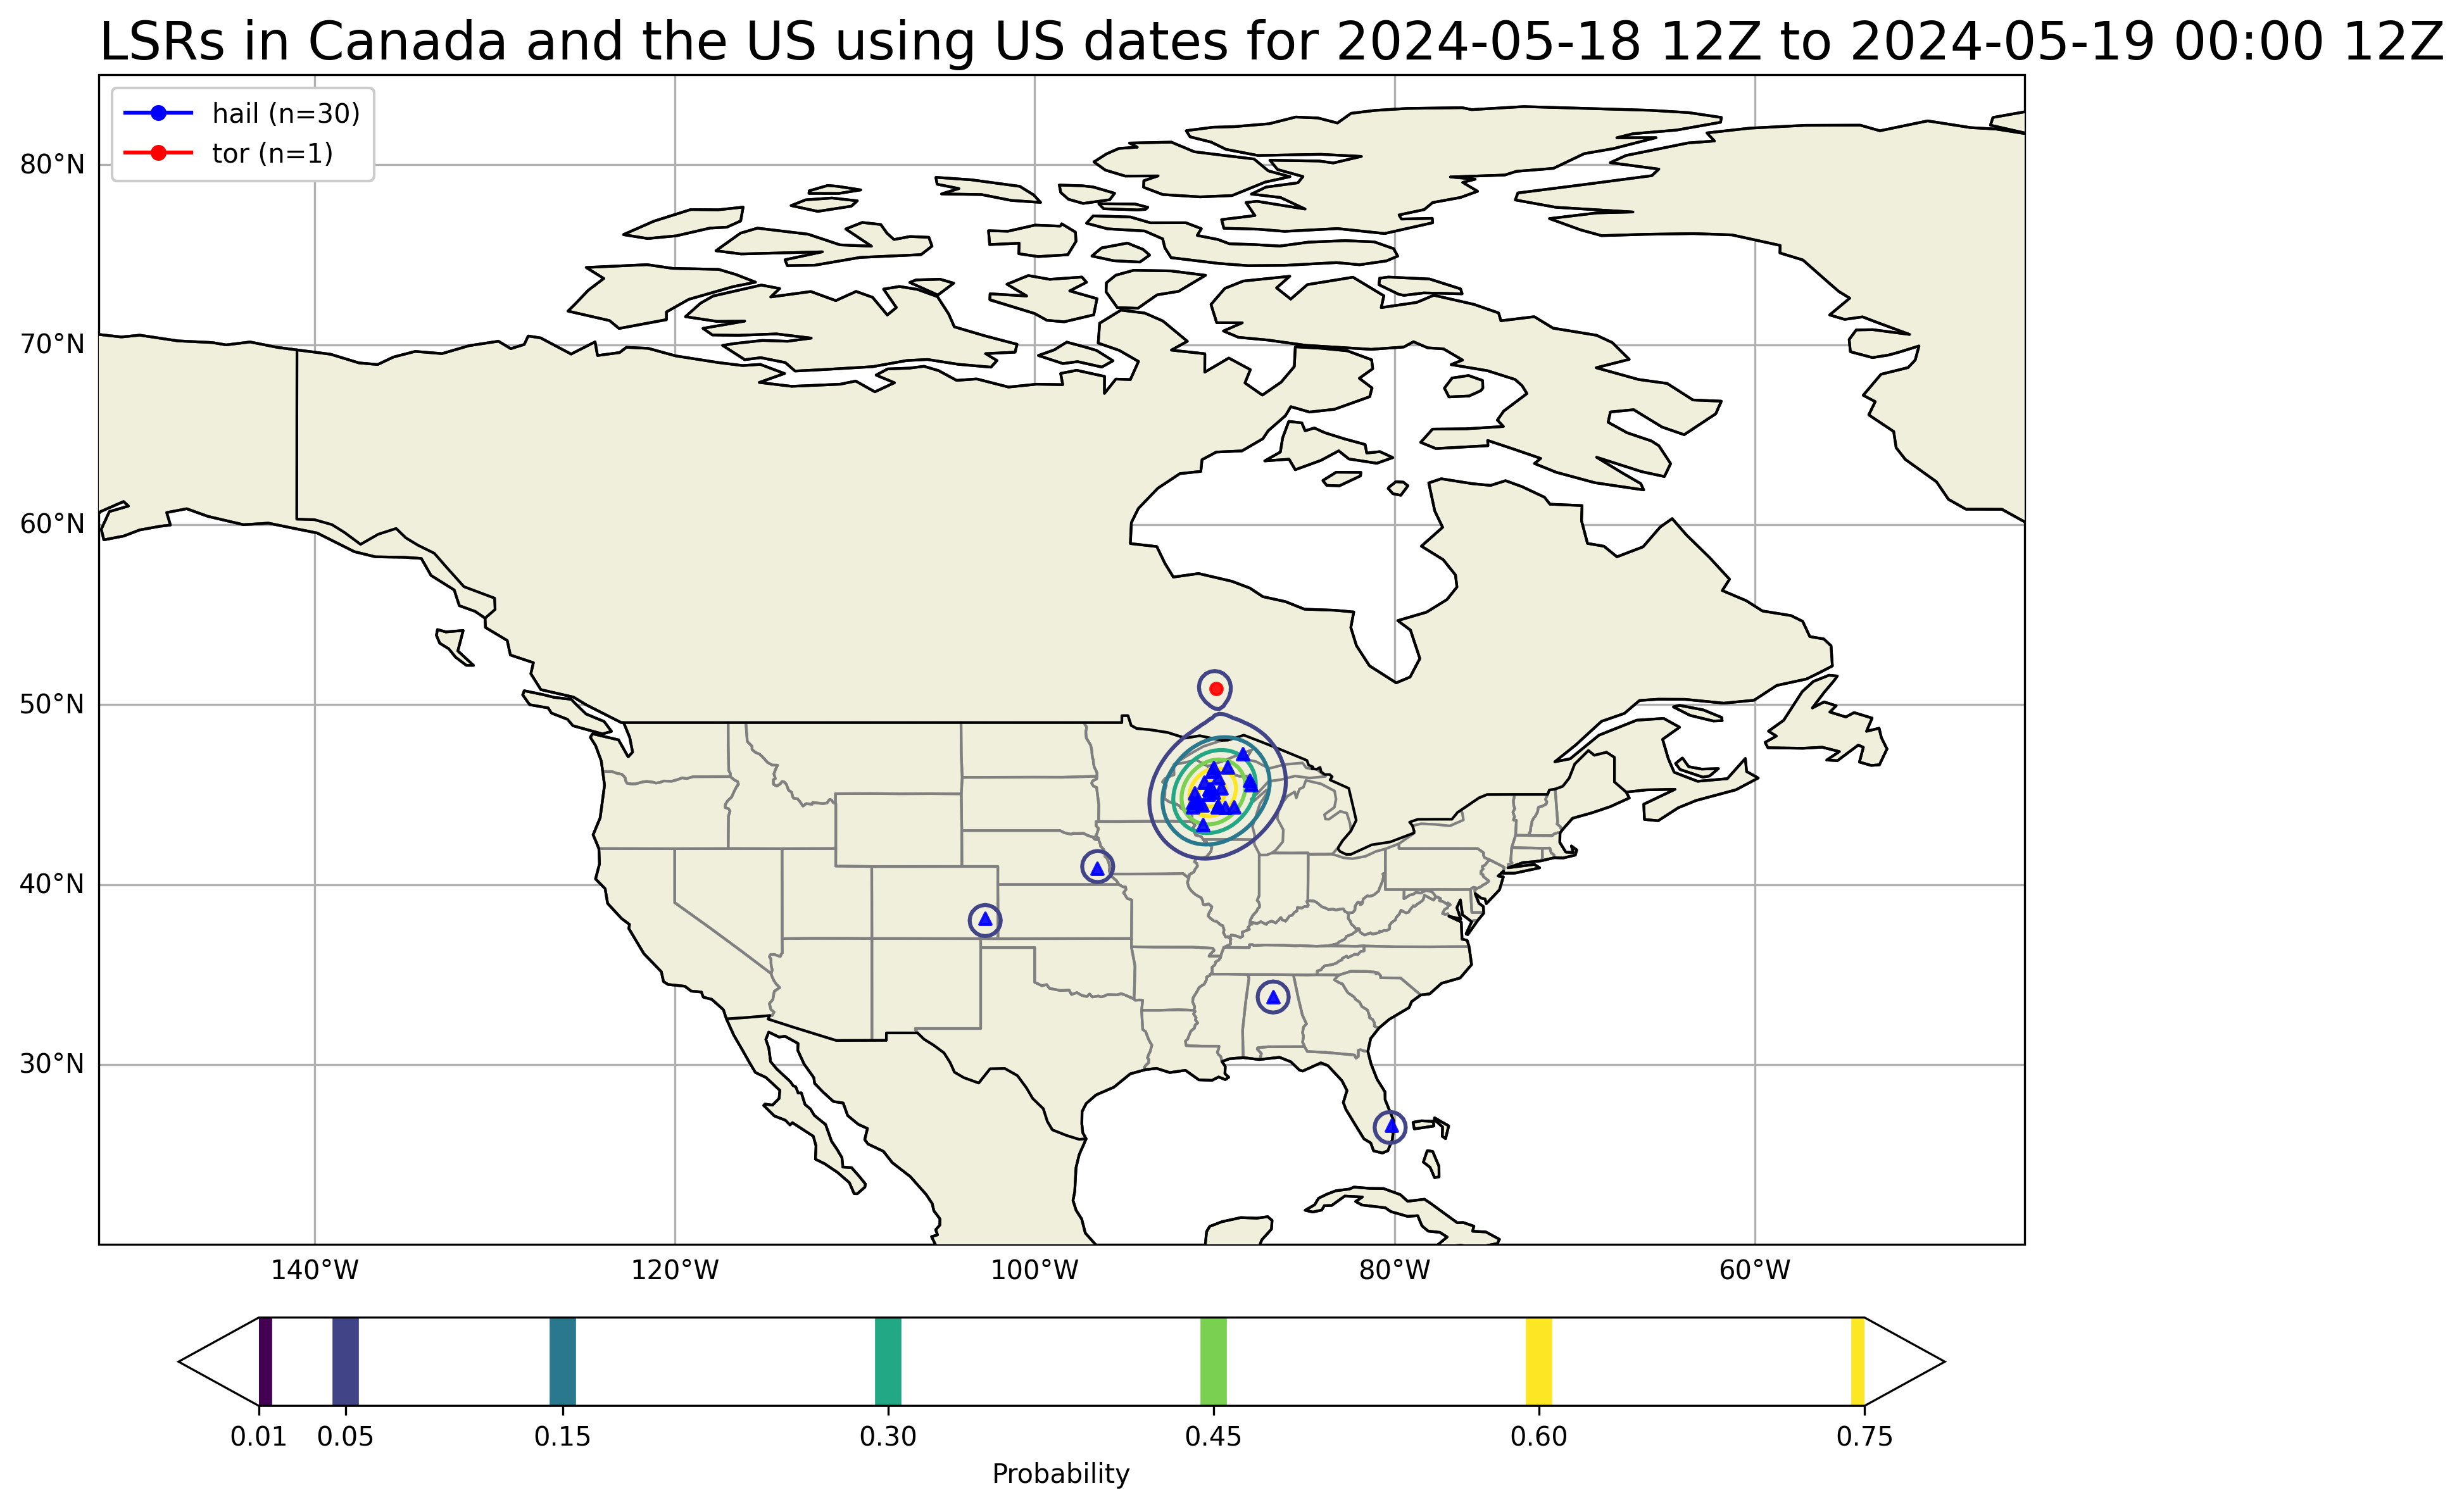 LSRs in Canada and the US using US dates for 2024-05-18 12Z to 2024-05-19 00:00 12Z
hail (n=30)
tor (n=1)
80°N
70°N
60°N
50°N
40°N
30°N
140°W 120°W 100°W 80°W 60°W
0.01 0.05 0.15 0.30 0.45 0.60 0.75
Probability